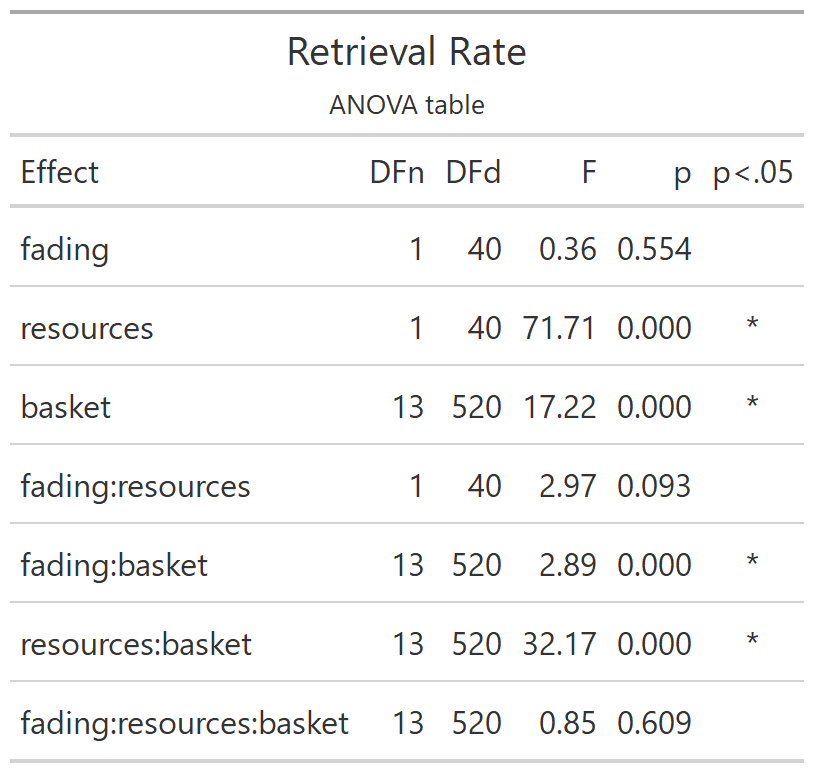 Retrieval Rate
ANOVA table
Effect DFn DFd F p p<.05
fading 1 40 0.36 0.554
resources 1 40 71.71 0.000 *
basket 13 520 17.22 0.000 *
fading:resources 1 40 2.97 0.093
fading:basket 13 520 2.89 0.000 *
resources:basket 13 520 32.17 0.000 *
fading:resources:basket 13 520 0.85 0.609